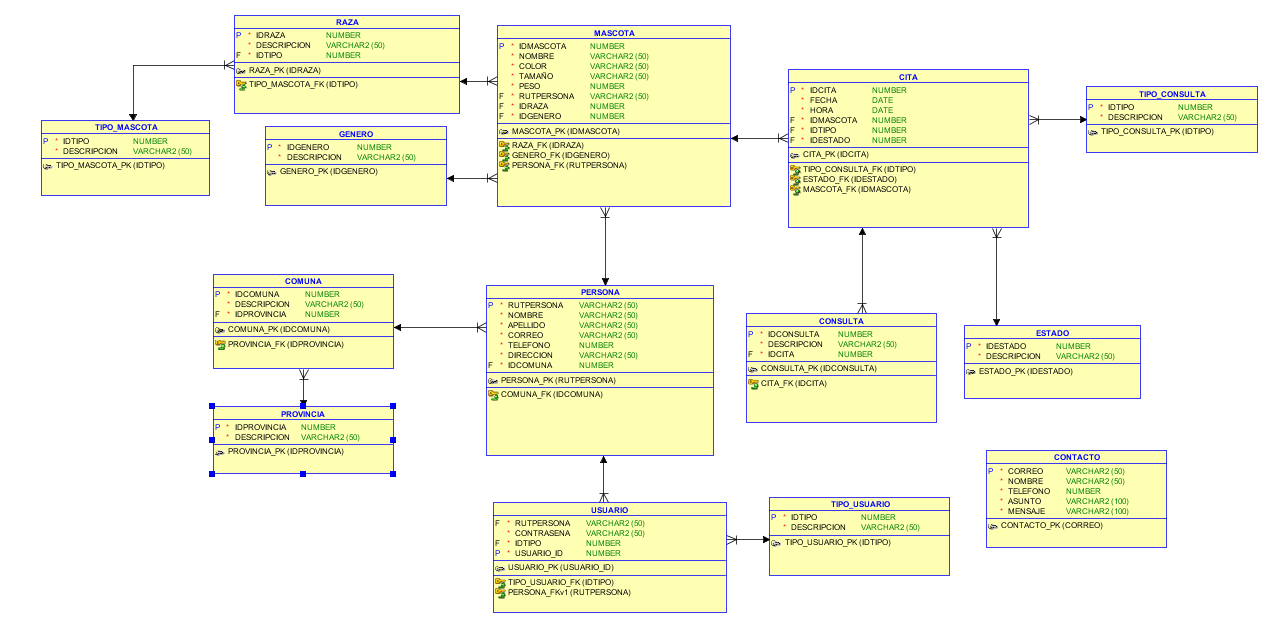 RAZA
P * IDRAZA NUMBER
* DESCRIPCION VARCHAR2 (50)
F * IDTIPO NUMBER
RAZA_PK (IDRAZA)
TIPO_MASCOTA_FK (IDTIPO)
MASCOTA
P * IDMASCOTA NUMBER
* NOMBRE VARCHAR2 (50)
* COLOR VARCHAR2 (50)
* TAMAÑO VARCHAR2 (50)
* PESO NUMBER
F * RUTPERSONA VARCHAR2 (50)
F * IDRAZA NUMBER
F * IDGENERO NUMBER
MASCOTA_PK (IDMASCOTA)
RAZA_FK (IDRAZA)
GENERO_FK (IDGENERO)
PERSONA_FK (RUTPERSONA)
CITA
P * IDCITA NUMBER
* FECHA DATE
* HORA DATE
F * IDMASCOTA NUMBER
F * IDTIPO NUMBER
F * IDESTADO NUMBER
CITA_PK (IDCITA)
TIPO_CONSULTA_FK (IDTIPO)
ESTADO_FK (IDESTADO)
MASCOTA_FK (IDMASCOTA)
TIPO_CONSULTA
P * IDTIPO NUMBER
* DESCRIPCION VARCHAR2 (50)
TIPO_CONSULTA_PK (IDTIPO)
TIPO_MASCOTA
P * IDTIPO NUMBER
* DESCRIPCION VARCHAR2 (50)
TIPO_MASCOTA_PK (IDTIPO)
GENERO
P * IDGENERO NUMBER
* DESCRIPCION VARCHAR2 (50)
GENERO_PK (IDGENERO)
COMUNA
P * IDCOMUNA NUMBER
* DESCRIPCION VARCHAR2 (50)
F * IDPROVINCIA NUMBER
COMUNA_PK (IDCOMUNA)
PROVINCIA_FK (IDPROVINCIA)
PERSONA
P * RUTPERSONA VARCHAR2 (50)
* NOMBRE VARCHAR2 (50)
* APELLIDO VARCHAR2 (50)
* CORREO VARCHAR2 (50)
* TELEFONO NUMBER
* DIRECCION VARCHAR2 (50)
F * IDCOMUNA NUMBER
PERSONA_PK (RUTPERSONA)
COMUNA_FK (IDCOMUNA)
CONSULTA
P * IDCONSULTA NUMBER
* DESCRIPCION VARCHAR2 (50)
F * IDCITA NUMBER
CONSULTA_PK (IDCONSULTA)
CITA_FK (IDCITA)
ESTADO
P * IDESTADO NUMBER
* DESCRIPCION VARCHAR2 (50)
ESTADO_PK (IDESTADO)
PROVINCIA
P * IDPROVINCIA NUMBER
* DESCRIPCION VARCHAR2 (50)
PROVINCIA_PK (IDPROVINCIA)
CONTACTO
P * CORREO VARCHAR2 (50)
* NOMBRE VARCHAR2 (50)
* TELEFONO NUMBER
* ASUNTO VARCHAR2 (100)
* MENSAJE VARCHAR2 (100)
CONTACTO_PK (CORREO)
USUARIO
F * RUTPERSONA VARCHAR2 (50)
* CONTRASENA VARCHAR2 (50)
F * IDTIPO NUMBER
P * USUARIO_ID NUMBER
USUARIO_PK (USUARIO_ID)
TIPO_USUARIO_FK (IDTIPO)
PERSONA_FKv1 (RUTPERSONA)
TIPO_USUARIO
P * IDTIPO NUMBER
* DESCRIPCION VARCHAR2 (50)
TIPO_USUARIO_PK (IDTIPO)